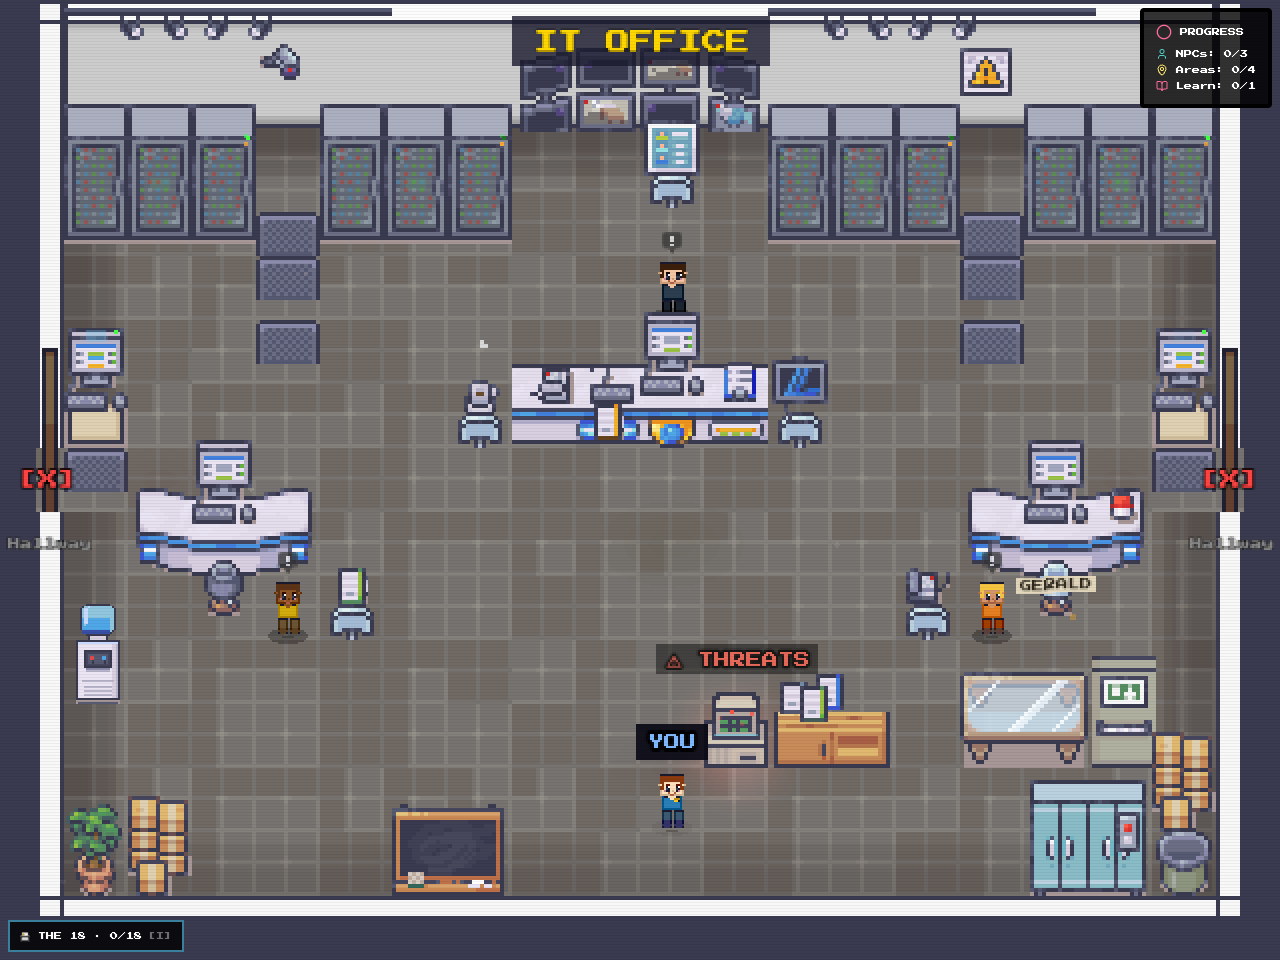 IT OFFICE
PROGRESS
NPCs: 0/3
Areas: 0/4
Learn: 0/1
!
[X]
[X]
Hallway
Hallway
!
!
GERALD
THREATS
YOU
THE 18 · 0/18 [I]